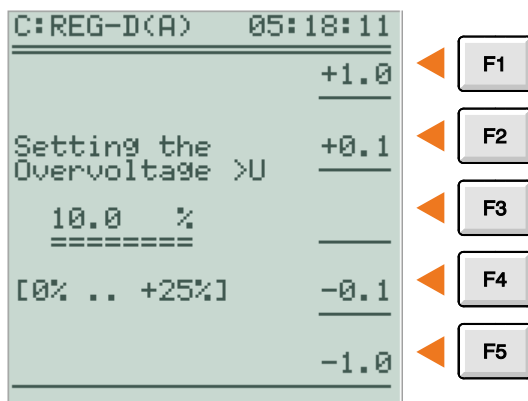 C:REG-D(A) 05:18:11
+1.0 F1
Setting the +0.1 F2
Overvoltage >U
10.0 % F3
========
[0% .. +25%] -0.1 F4
-1.0 F5